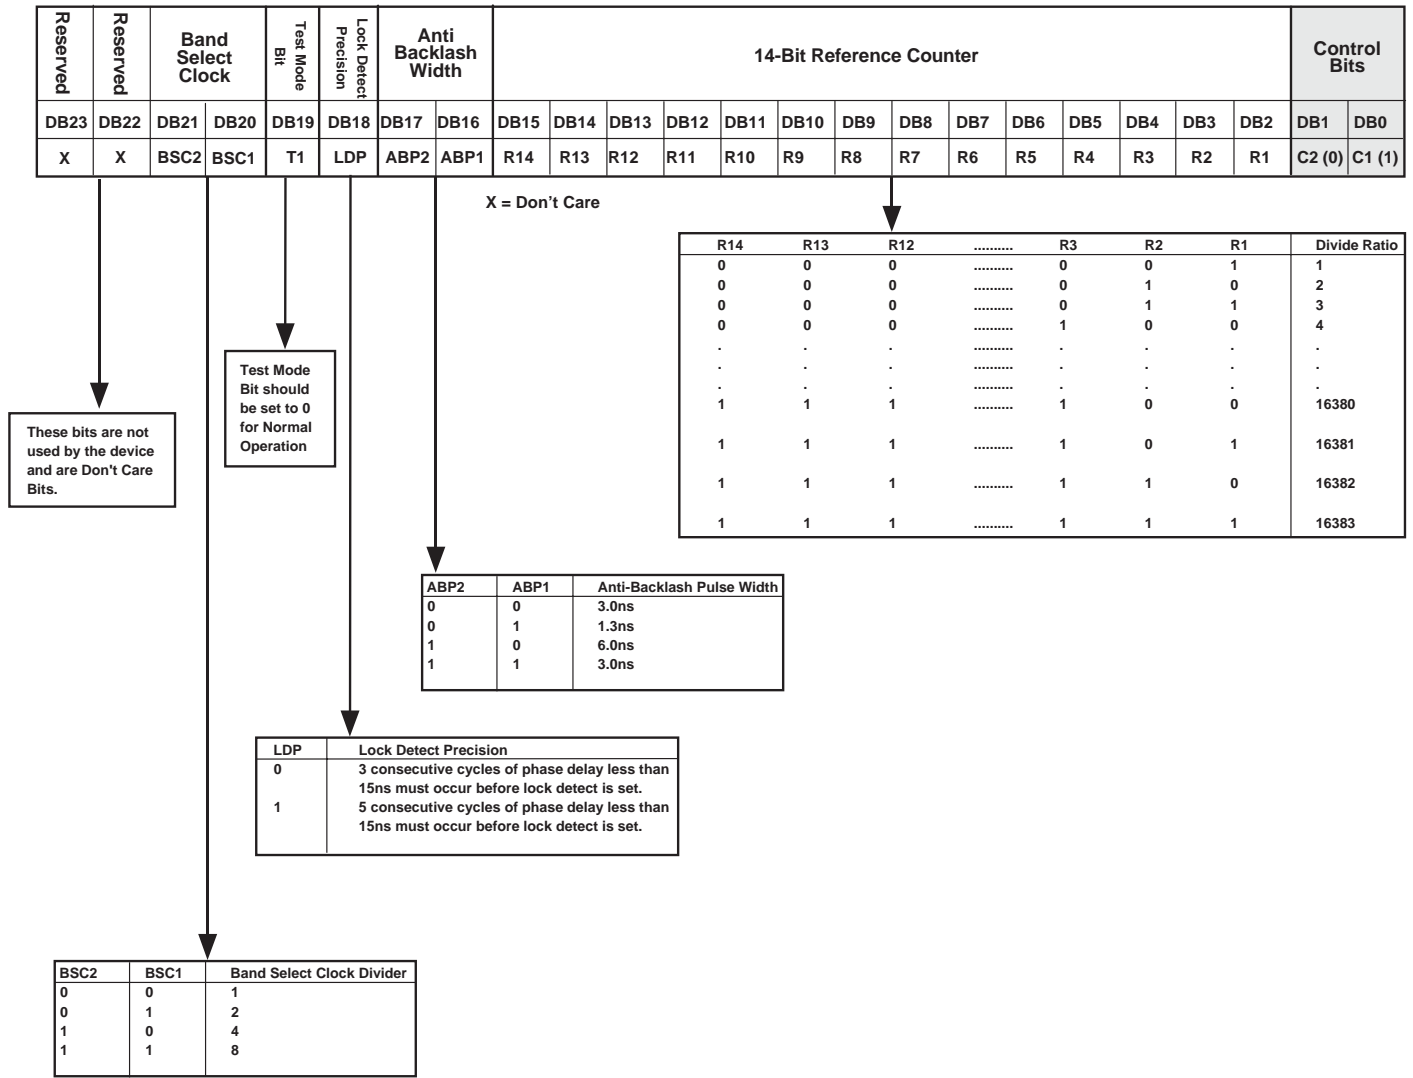 Reserved Reserved Band Select Clock Test Mode Bit Lock Detect Precision Anti Backlash Width 14-Bit Reference Counter Control Bits
DB23 DB22 DB21 DB20 DB19 DB18 DB17 DB16 DB15 DB14 DB13 DB12 DB11 DB10 DB9 DB8 DB7 DB6 DB5 DB4 DB3 DB2 DB1 DB0
X X BSC2 BSC1 T1 LDP ABP2 ABP1 R14 R13 R12 R11 R10 R9 R8 R7 R6 R5 R4 R3 R2 R1 C2 (0) C1 (1)
X = Don't Care
R14 R13 R12 .......... R3 R2 R1 Divide Ratio
0 0 0 .......... 0 0 1 1
0 0 0 .......... 0 1 0 2
0 0 0 .......... 0 1 1 3
0 0 0 .......... 1 0 0 4
. . . .......... . . . .
. . . .......... . . . .
. . . .......... . . . .
1 1 1 .......... 1 0 0 16380
1 1 1 .......... 1 0 1 16381
1 1 1 .......... 1 1 0 16382
1 1 1 .......... 1 1 1 16383
Test Mode
Bit should
be set to 0
for Normal
Operation
These bits are not
used by the device
and are Don't Care
Bits.
ABP2 ABP1 Anti-Backlash Pulse Width
0 0 3.0ns
0 1 1.3ns
1 0 6.0ns
1 1 3.0ns
LDP Lock Detect Precision
0 3 consecutive cycles of phase delay less than
15ns must occur before lock detect is set.
1 5 consecutive cycles of phase delay less than
15ns must occur before lock detect is set.
BSC2 BSC1 Band Select Clock Divider
0 0 1
0 1 2
1 0 4
1 1 8